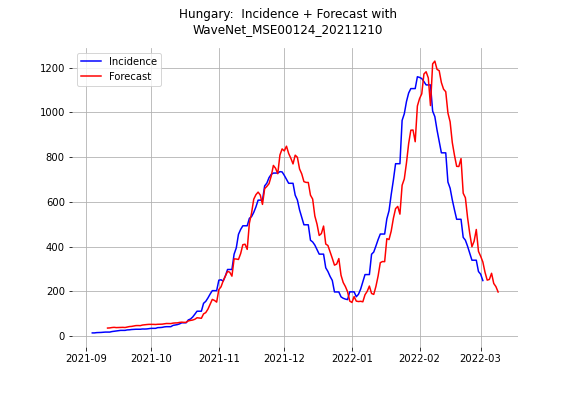 Hungary:  Incidence + Forecast with
WaveNet_MSE00124_20211210
Incidence
Forecast
1200
1000
800
600
400
200
0
2021-09 2021-10 2021-11 2021-12 2022-01 2022-02 2022-03